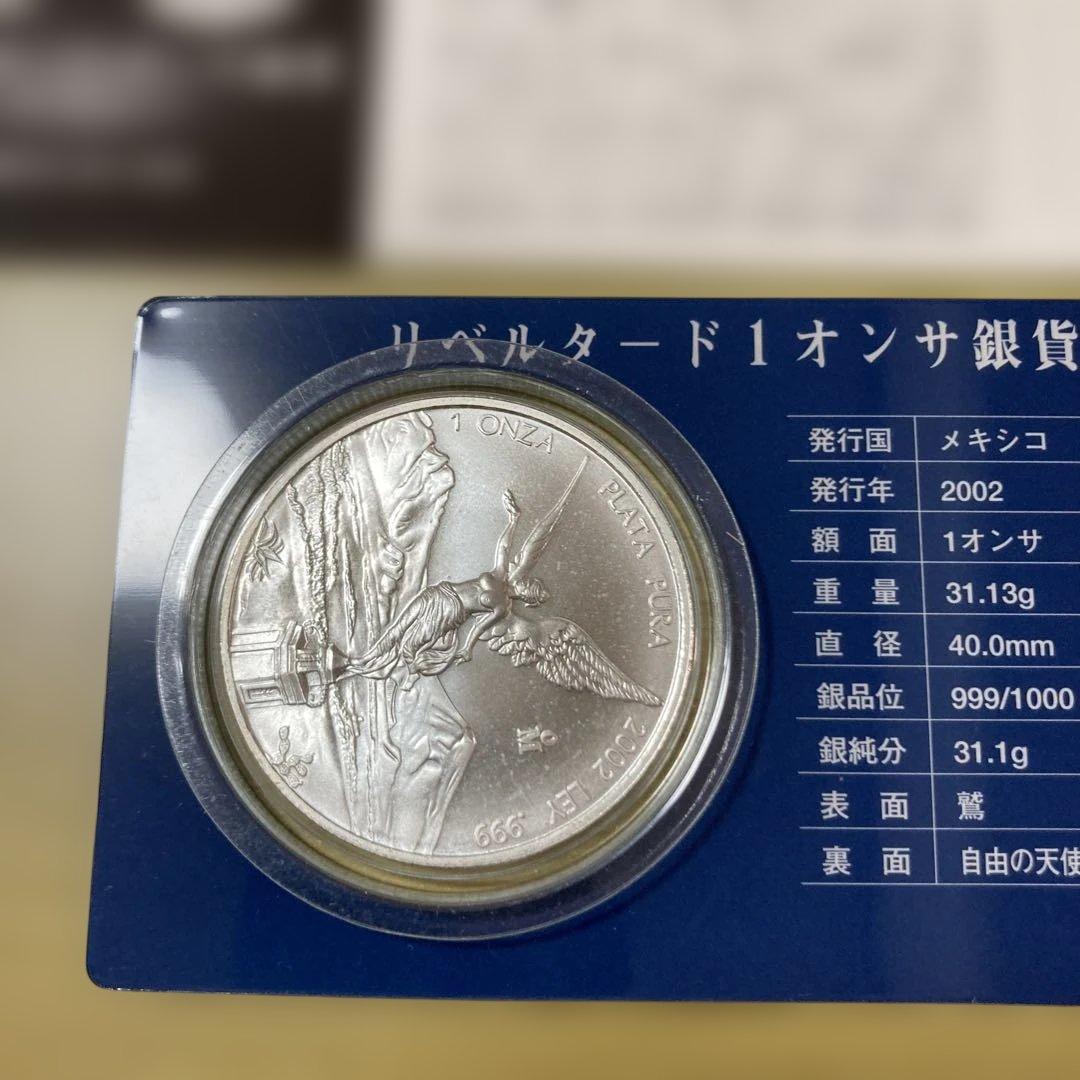 リベルタード1オンサ銀貨
発行国 メキシコ
発行年 2002
額面 1オンサ
重量 31.13g
直径 40.0mm
銀品位 999/1000
銀純分 31.1g
表面 鷲
裏面 自由の天使
1 ONZA PLATA PURA
2002 LEY .999